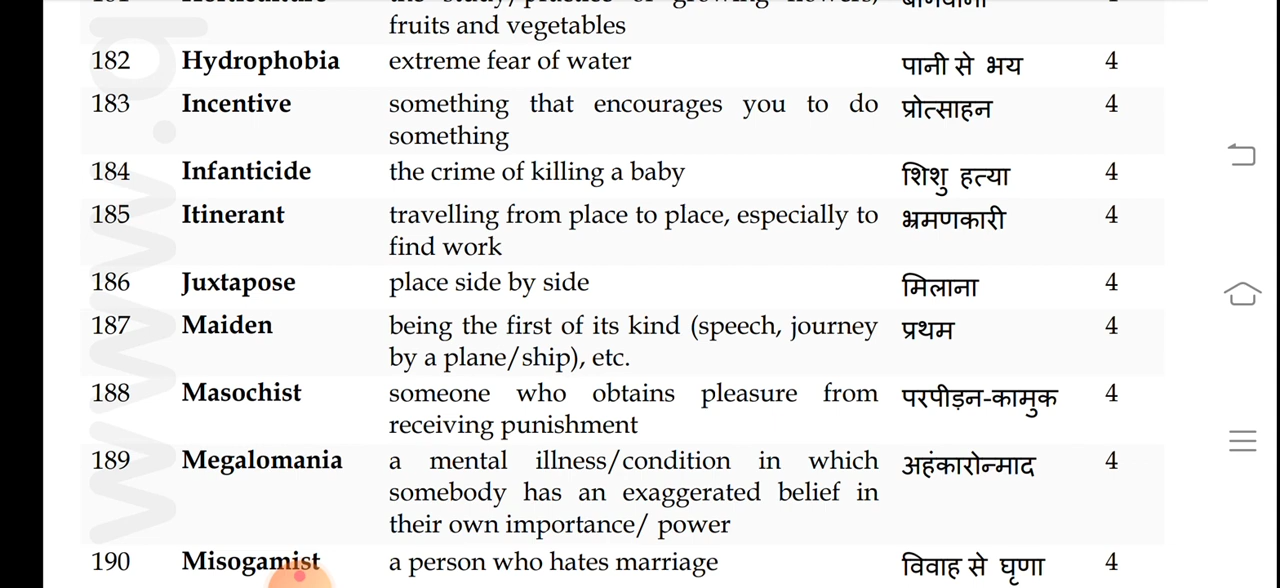 fruits and vegetables
182 Hydrophobia extreme fear of water पानी से भय 4
183 Incentive something that encourages you to do प्रोत्साहन 4
something
184 Infanticide the crime of killing a baby शिशु हत्या 4
185 Itinerant travelling from place to place, especially to भ्रमणकारी 4
find work
186 Juxtapose place side by side मिलाना 4
187 Maiden being the first of its kind (speech, journey प्रथम 4
by a plane/ship), etc.
188 Masochist someone who obtains pleasure from परपीड़न-कामुक 4
receiving punishment
189 Megalomania a mental illness/condition in which अहंकारोन्माद 4
somebody has an exaggerated belief in
their own importance/ power
190 Misogamist a person who hates marriage विवाह से घृणा 4
www.